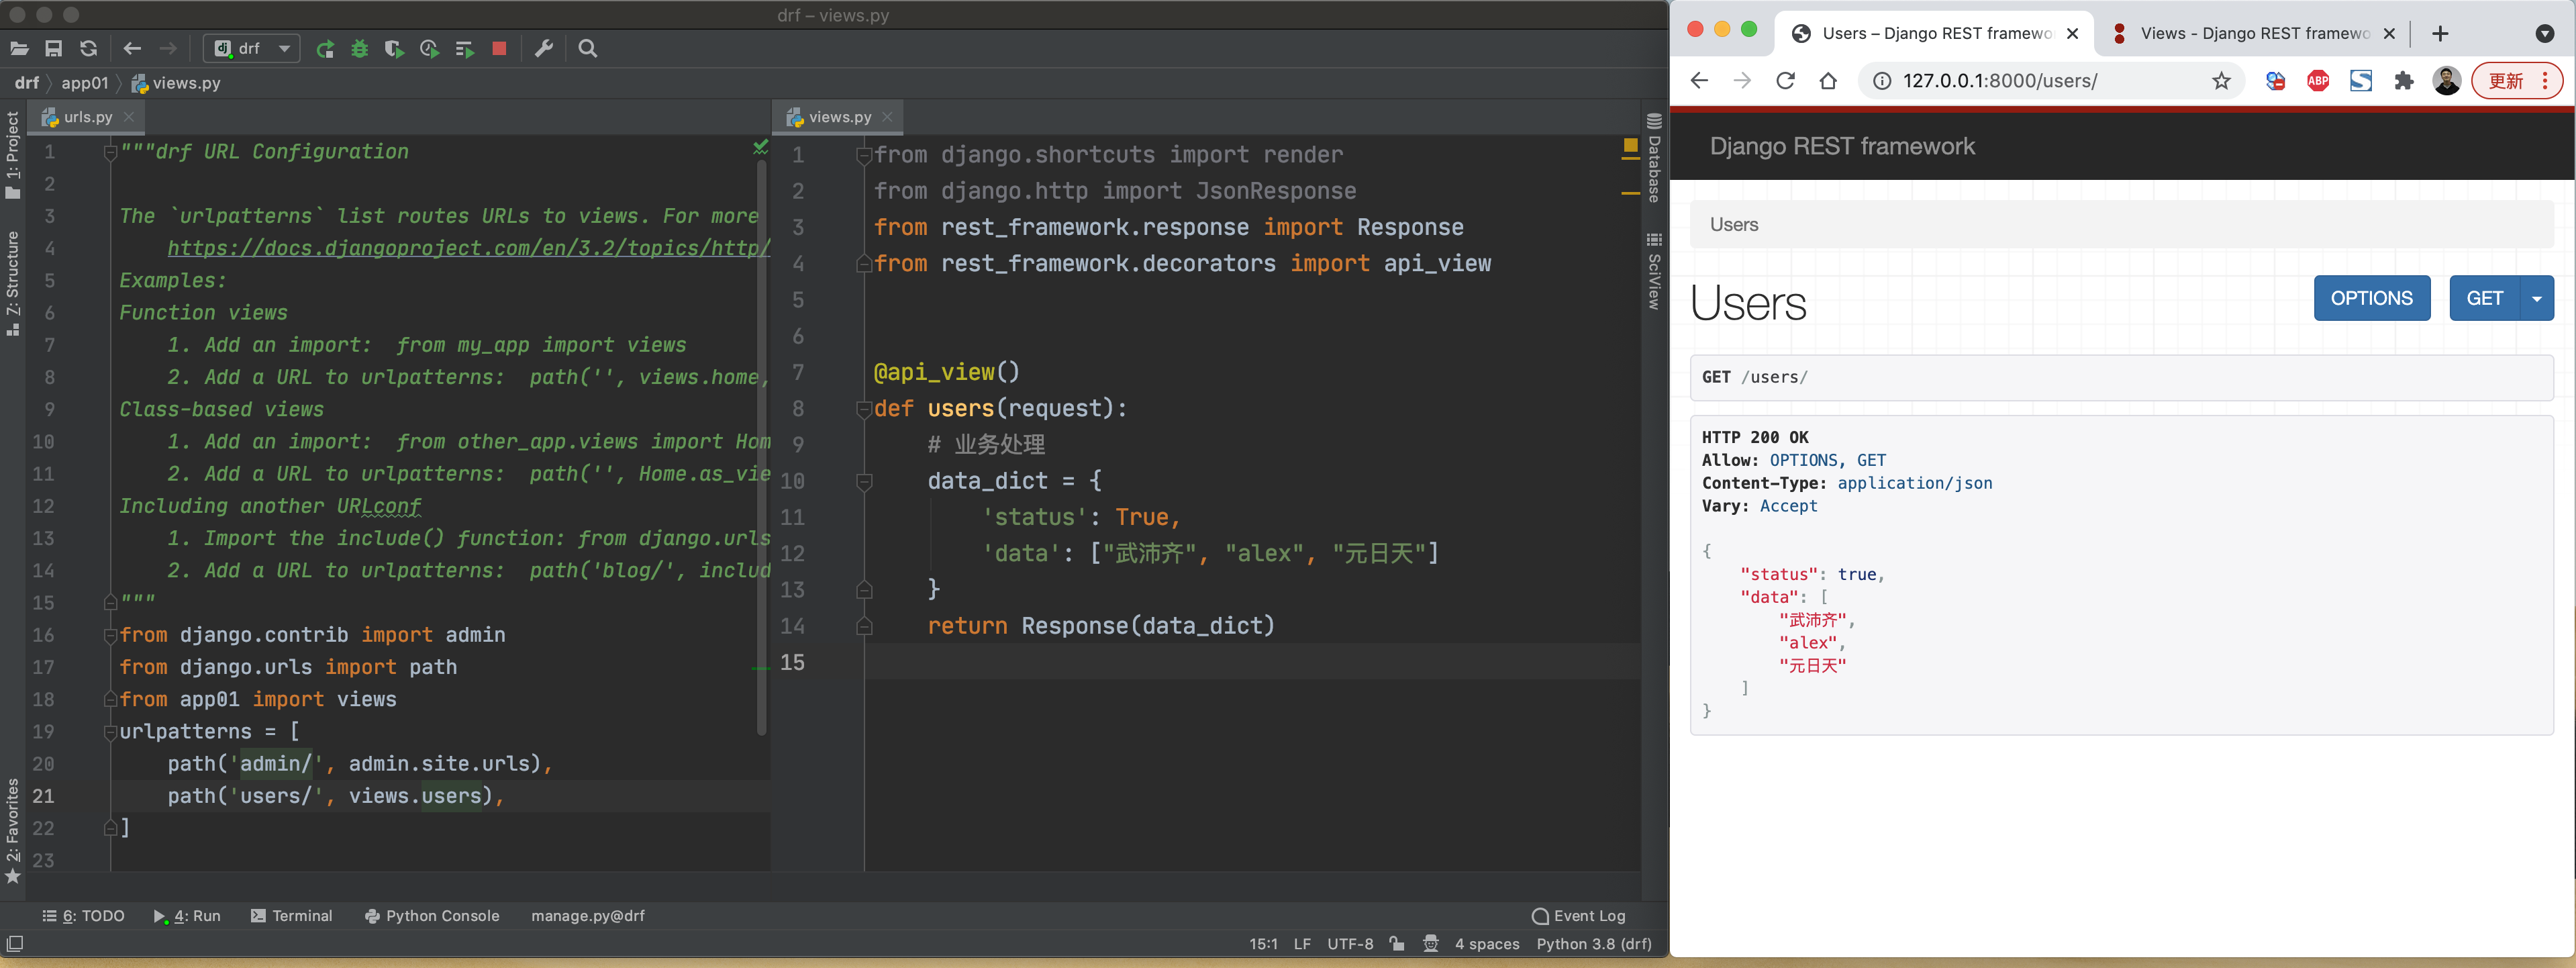 drf – views.py
drf
drf
app01
views.py
1: Project
7: Structure
2: Favorites
urls.py
1 """drf URL Configuration
2
3 The `urlpatterns` list routes URLs to views. For more
4 https://docs.djangoproject.com/en/3.2/topics/http/
5 Examples:
6 Function views
7 1. Add an import:  from my_app import views
8 2. Add a URL to urlpatterns:  path('', views.home,
9 Class-based views
10 1. Add an import:  from other_app.views import Hom
11 2. Add a URL to urlpatterns:  path('', Home.as_vie
12 Including another URLconf
13 1. Import the include() function: from django.urls
14 2. Add a URL to urlpatterns:  path('blog/', includ
15 """
16 from django.contrib import admin
17 from django.urls import path
18 from app01 import views
19 urlpatterns = [
20 path('admin/', admin.site.urls),
21 path('users/', views.users),
22 ]
23
views.py
1 from django.shortcuts import render
2 from django.http import JsonResponse
3 from rest_framework.response import Response
4 from rest_framework.decorators import api_view
5
6
7 @api_view()
8 def users(request):
9 # 业务处理
10 data_dict = {
11 'status': True,
12 'data': ["武沛齐", "alex", "元日天"]
13 }
14 return Response(data_dict)
15
Database
SciView
6: TODO
4: Run
Terminal
Python Console
manage.py@drf
Event Log
15:1
LF
UTF-8
4 spaces
Python 3.8 (drf)
Users – Django REST framewo
Views - Django REST framewo
127.0.0.1:8000/users/
ABP
更新
Django REST framework
Users
Users
OPTIONS
GET
GET /users/
HTTP 200 OK
Allow: OPTIONS, GET
Content-Type: application/json
Vary: Accept
{
"status": true,
"data": [
"武沛齐",
"alex",
"元日天"
]
}